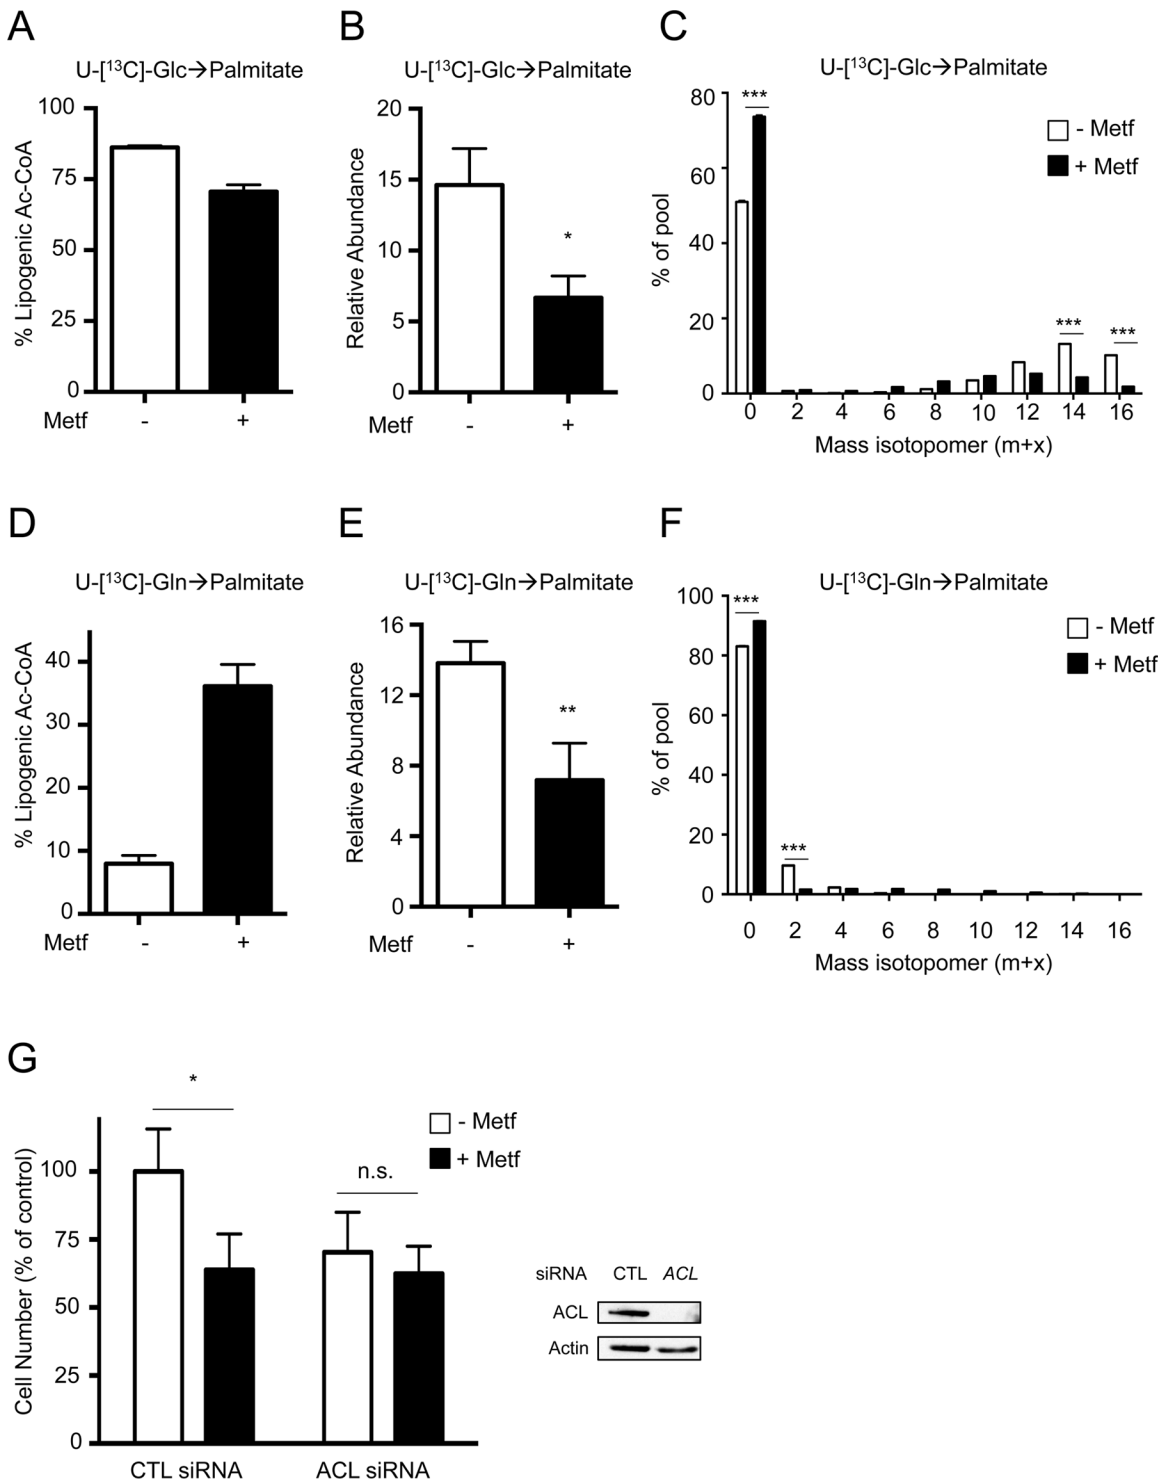 A
U-[¹³C]-Glc→Palmitate
% Lipogenic Ac-CoA
100
75
50
25
0
Metf - +
B
U-[¹³C]-Glc→Palmitate
Relative Abundance
20
15
10
5
0
*
Metf - +
C
U-[¹³C]-Glc→Palmitate
% of pool
80
60
40
20
0
***
***
***
- Metf
+ Metf
0 2 4 6 8 10 12 14 16
Mass isotopomer (m+x)
D
U-[¹³C]-Gln→Palmitate
% Lipogenic Ac-CoA
40
30
20
10
0
Metf - +
E
U-[¹³C]-Gln→Palmitate
Relative Abundance
16
12
8
4
0
**
Metf - +
F
U-[¹³C]-Gln→Palmitate
% of pool
100
80
60
40
20
0
***
***
- Metf
+ Metf
0 2 4 6 8 10 12 14 16
Mass isotopomer (m+x)
G
Cell Number (% of control)
100
75
50
25
0
*
n.s.
- Metf
+ Metf
CTL siRNA ACL siRNA
siRNA CTL ACL
ACL
Actin